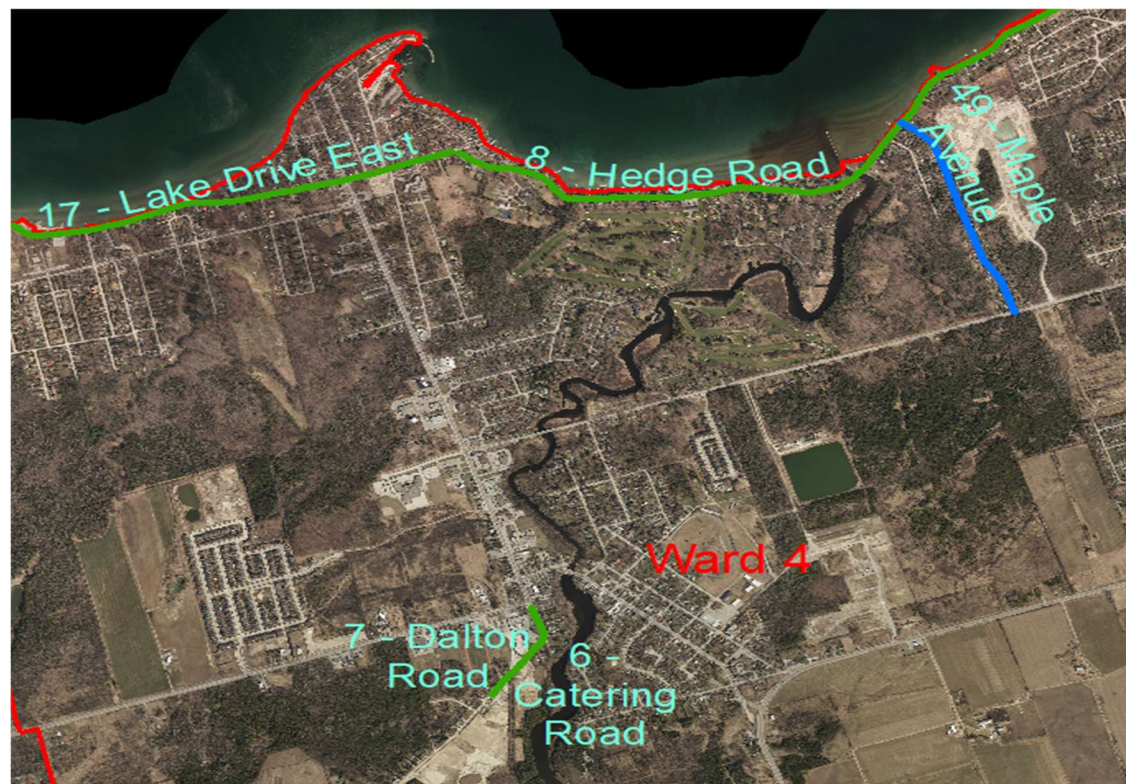 17 - Lake Drive East
8 - Hedge Road
49 - Maple
Avenue
Ward 4
7 - Dalton
Road
6 -
Catering
Road